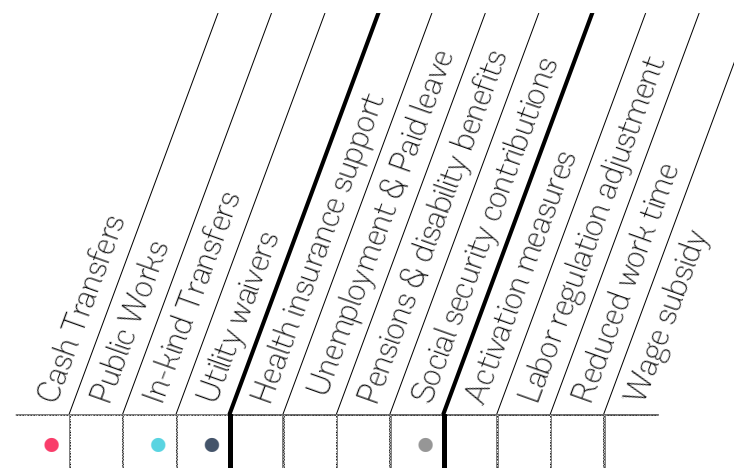 Cash Transfers
Public Works
In-kind Transfers
Utility waivers
Health insurance support
Unemployment & Paid leave
Pensions & disability benefits
Social security contributions
Activation measures
Labor regulation adjustment
Reduced work time
Wage subsidy